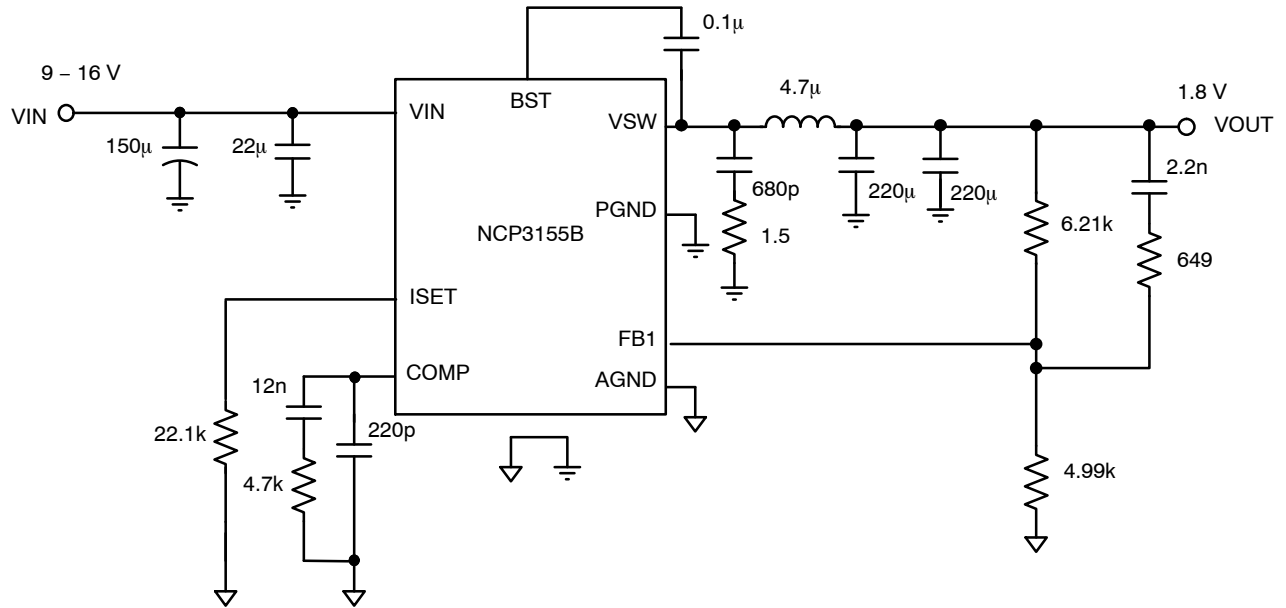 0.1μ
9 – 16 V
VIN
150μ
22μ
VIN
BST
VSW
4.7μ
1.8 V
VOUT
680p
1.5
220μ
220μ
2.2n
6.21k
649
PGND
NCP3155B
ISET
FB1
COMP
AGND
12n
220p
22.1k
4.7k
4.99k